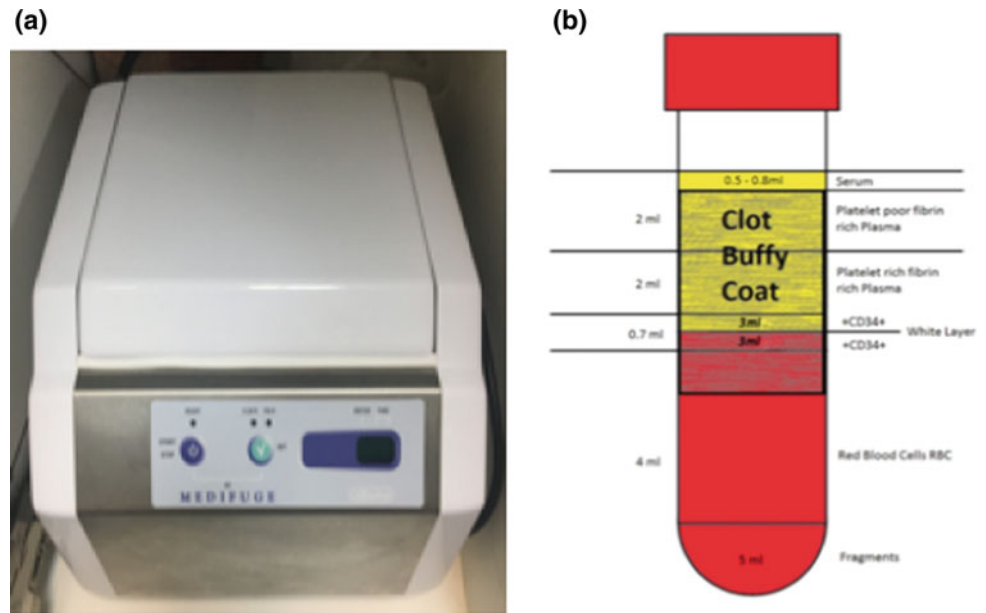 (a)
MEDIFUGE
(b)
0.5 - 0.8ml
Serum
2 ml
Clot
Buffy
Coat
Platelet poor fibrin
rich Plasma
2 ml
Platelet rich fibrin
rich Plasma
3ml
+CD34+
0.7 ml
White Layer
3ml
+CD34+
4 ml
Red Blood Cells RBC
5 ml
Fragments